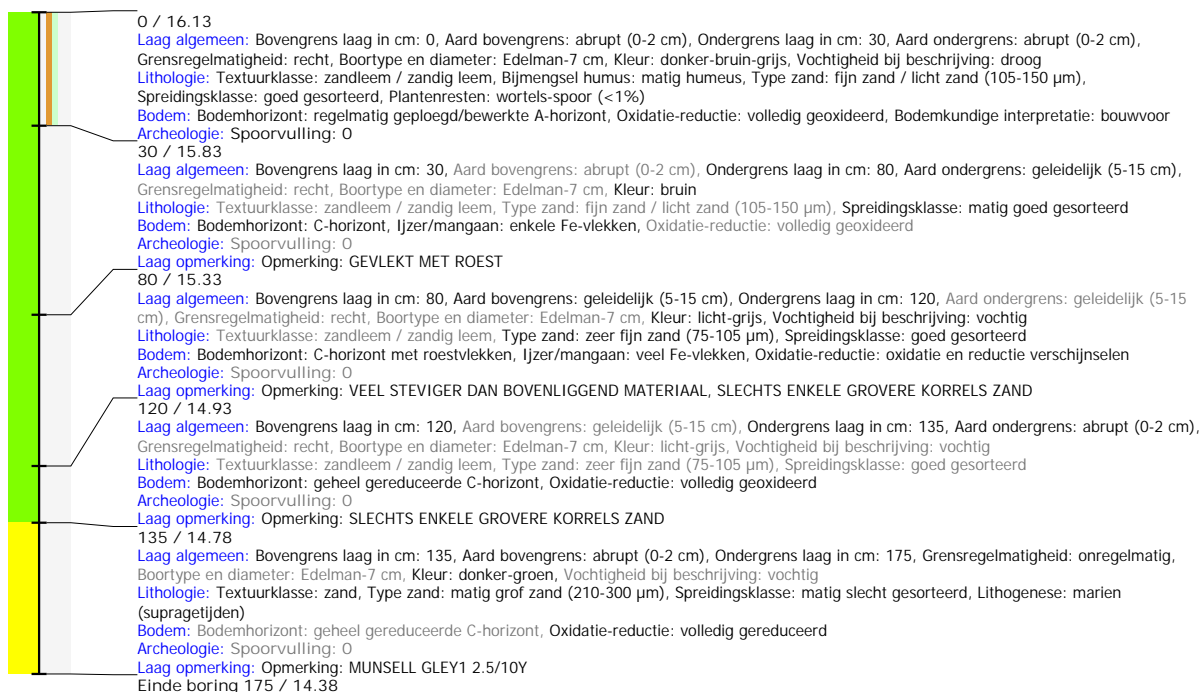 0 / 16.13
Laag algemeen: Bovengrens laag in cm: 0, Aard bovengrens: abrupt (0-2 cm), Ondergrens laag in cm: 30, Aard ondergrens: abrupt (0-2 cm),
Grensregelmatigheid: recht, Boortype en diameter: Edelman-7 cm, Kleur: donker-bruin-grijs, Vochtigheid bij beschrijving: droog
Lithologie: Textuurklasse: zandleem / zandig leem, Bijmengsel humus: matig humeus, Type zand: fijn zand / licht zand (105-150 µm),
Spreidingsklasse: goed gesorteerd, Plantenresten: wortels-spoor (<1%)
Bodem: Bodemhorizont: regelmatig geploegd/bewerkte A-horizont, Oxidatie-reductie: volledig geoxideerd, Bodemkundige interpretatie: bouwvoor
Archeologie: Spoorvulling: 0
30 / 15.83
Laag algemeen: Bovengrens laag in cm: 30, Aard bovengrens: abrupt (0-2 cm), Ondergrens laag in cm: 80, Aard ondergrens: geleidelijk (5-15 cm),
Grensregelmatigheid: recht, Boortype en diameter: Edelman-7 cm, Kleur: bruin
Lithologie: Textuurklasse: zandleem / zandig leem, Type zand: fijn zand / licht zand (105-150 µm), Spreidingsklasse: matig goed gesorteerd
Bodem: Bodemhorizont: C-horizont, Ijzer/mangaan: enkele Fe-vlekken, Oxidatie-reductie: volledig geoxideerd
Archeologie: Spoorvulling: 0
Laag opmerking: Opmerking: GEVLEKT MET ROEST
80 / 15.33
Laag algemeen: Bovengrens laag in cm: 80, Aard bovengrens: geleidelijk (5-15 cm), Ondergrens laag in cm: 120, Aard ondergrens: geleidelijk (5-15
cm), Grensregelmatigheid: recht, Boortype en diameter: Edelman-7 cm, Kleur: licht-grijs, Vochtigheid bij beschrijving: vochtig
Lithologie: Textuurklasse: zandleem / zandig leem, Type zand: zeer fijn zand (75-105 µm), Spreidingsklasse: goed gesorteerd
Bodem: Bodemhorizont: C-horizont met roestvlekken, Ijzer/mangaan: veel Fe-vlekken, Oxidatie-reductie: oxidatie en reductie verschijnselen
Archeologie: Spoorvulling: 0
Laag opmerking: Opmerking: VEEL STEVIGER DAN BOVENLIGGEND MATERIAAL, SLECHTS ENKELE GROVERE KORRELS ZAND
120 / 14.93
Laag algemeen: Bovengrens laag in cm: 120, Aard bovengrens: geleidelijk (5-15 cm), Ondergrens laag in cm: 135, Aard ondergrens: abrupt (0-2 cm),
Grensregelmatigheid: recht, Boortype en diameter: Edelman-7 cm, Kleur: licht-grijs, Vochtigheid bij beschrijving: vochtig
Lithologie: Textuurklasse: zandleem / zandig leem, Type zand: zeer fijn zand (75-105 µm), Spreidingsklasse: goed gesorteerd
Bodem: Bodemhorizont: geheel gereduceerde C-horizont, Oxidatie-reductie: volledig geoxideerd
Archeologie: Spoorvulling: 0
Laag opmerking: Opmerking: SLECHTS ENKELE GROVERE KORRELS ZAND
135 / 14.78
Laag algemeen: Bovengrens laag in cm: 135, Aard bovengrens: abrupt (0-2 cm), Ondergrens laag in cm: 175, Grensregelmatigheid: onregelmatig,
Boortype en diameter: Edelman-7 cm, Kleur: donker-groen, Vochtigheid bij beschrijving: vochtig
Lithologie: Textuurklasse: zand, Type zand: matig grof zand (210-300 µm), Spreidingsklasse: matig slecht gesorteerd, Lithogenese: marien
(supragetijden)
Bodem: Bodemhorizont: geheel gereduceerde C-horizont, Oxidatie-reductie: volledig gereduceerd
Archeologie: Spoorvulling: 0
Laag opmerking: Opmerking: MUNSELL GLEY1 2.5/10Y
Einde boring 175 / 14.38